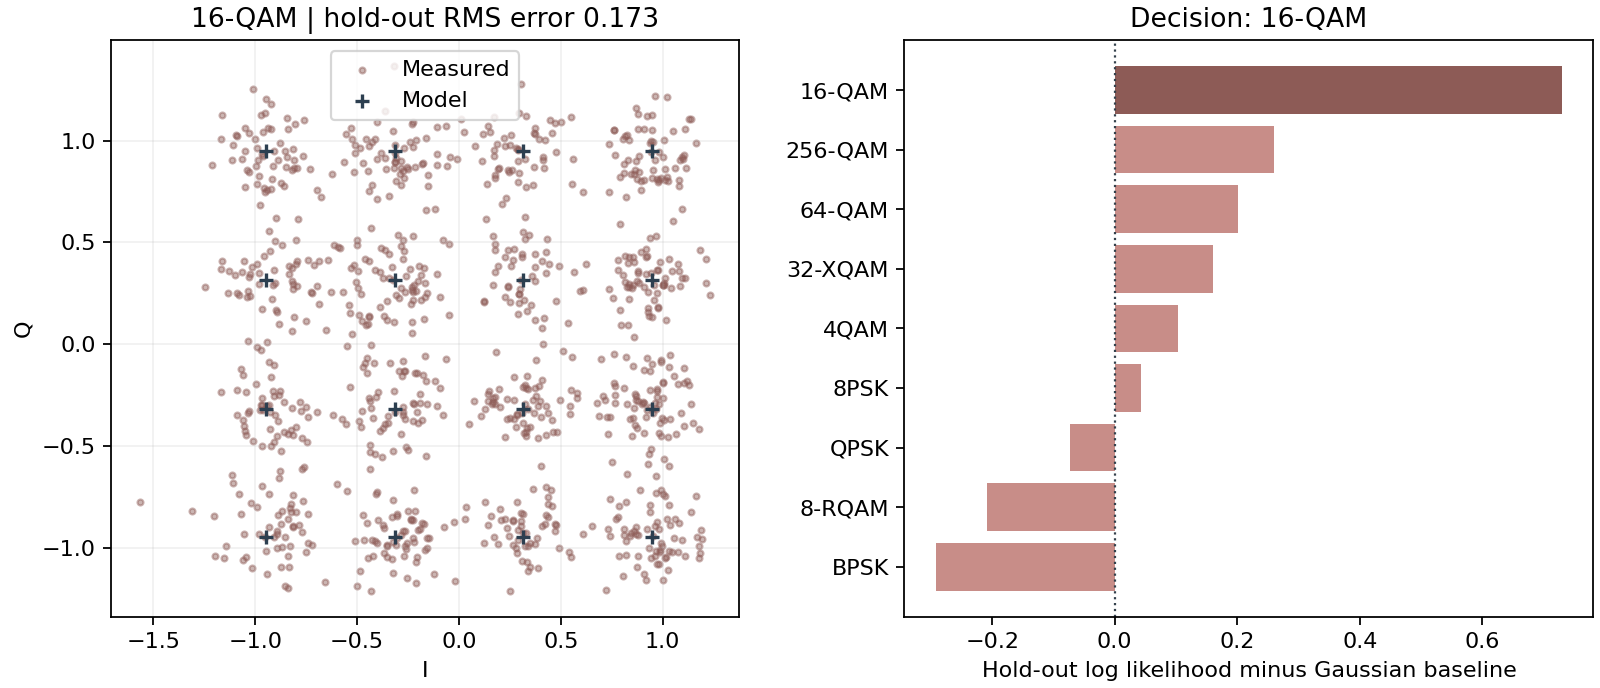 16-QAM | hold-out RMS error 0.173
Measured
Model
Q
1.0
0.5
0.0
−0.5
−1.0
−1.5
−1.0
−0.5
0.0
0.5
1.0
I
Decision: 16-QAM
16-QAM
256-QAM
64-QAM
32-XQAM
4QAM
8PSK
QPSK
8-RQAM
BPSK
−0.2
0.0
0.2
0.4
0.6
Hold-out log likelihood minus Gaussian baseline